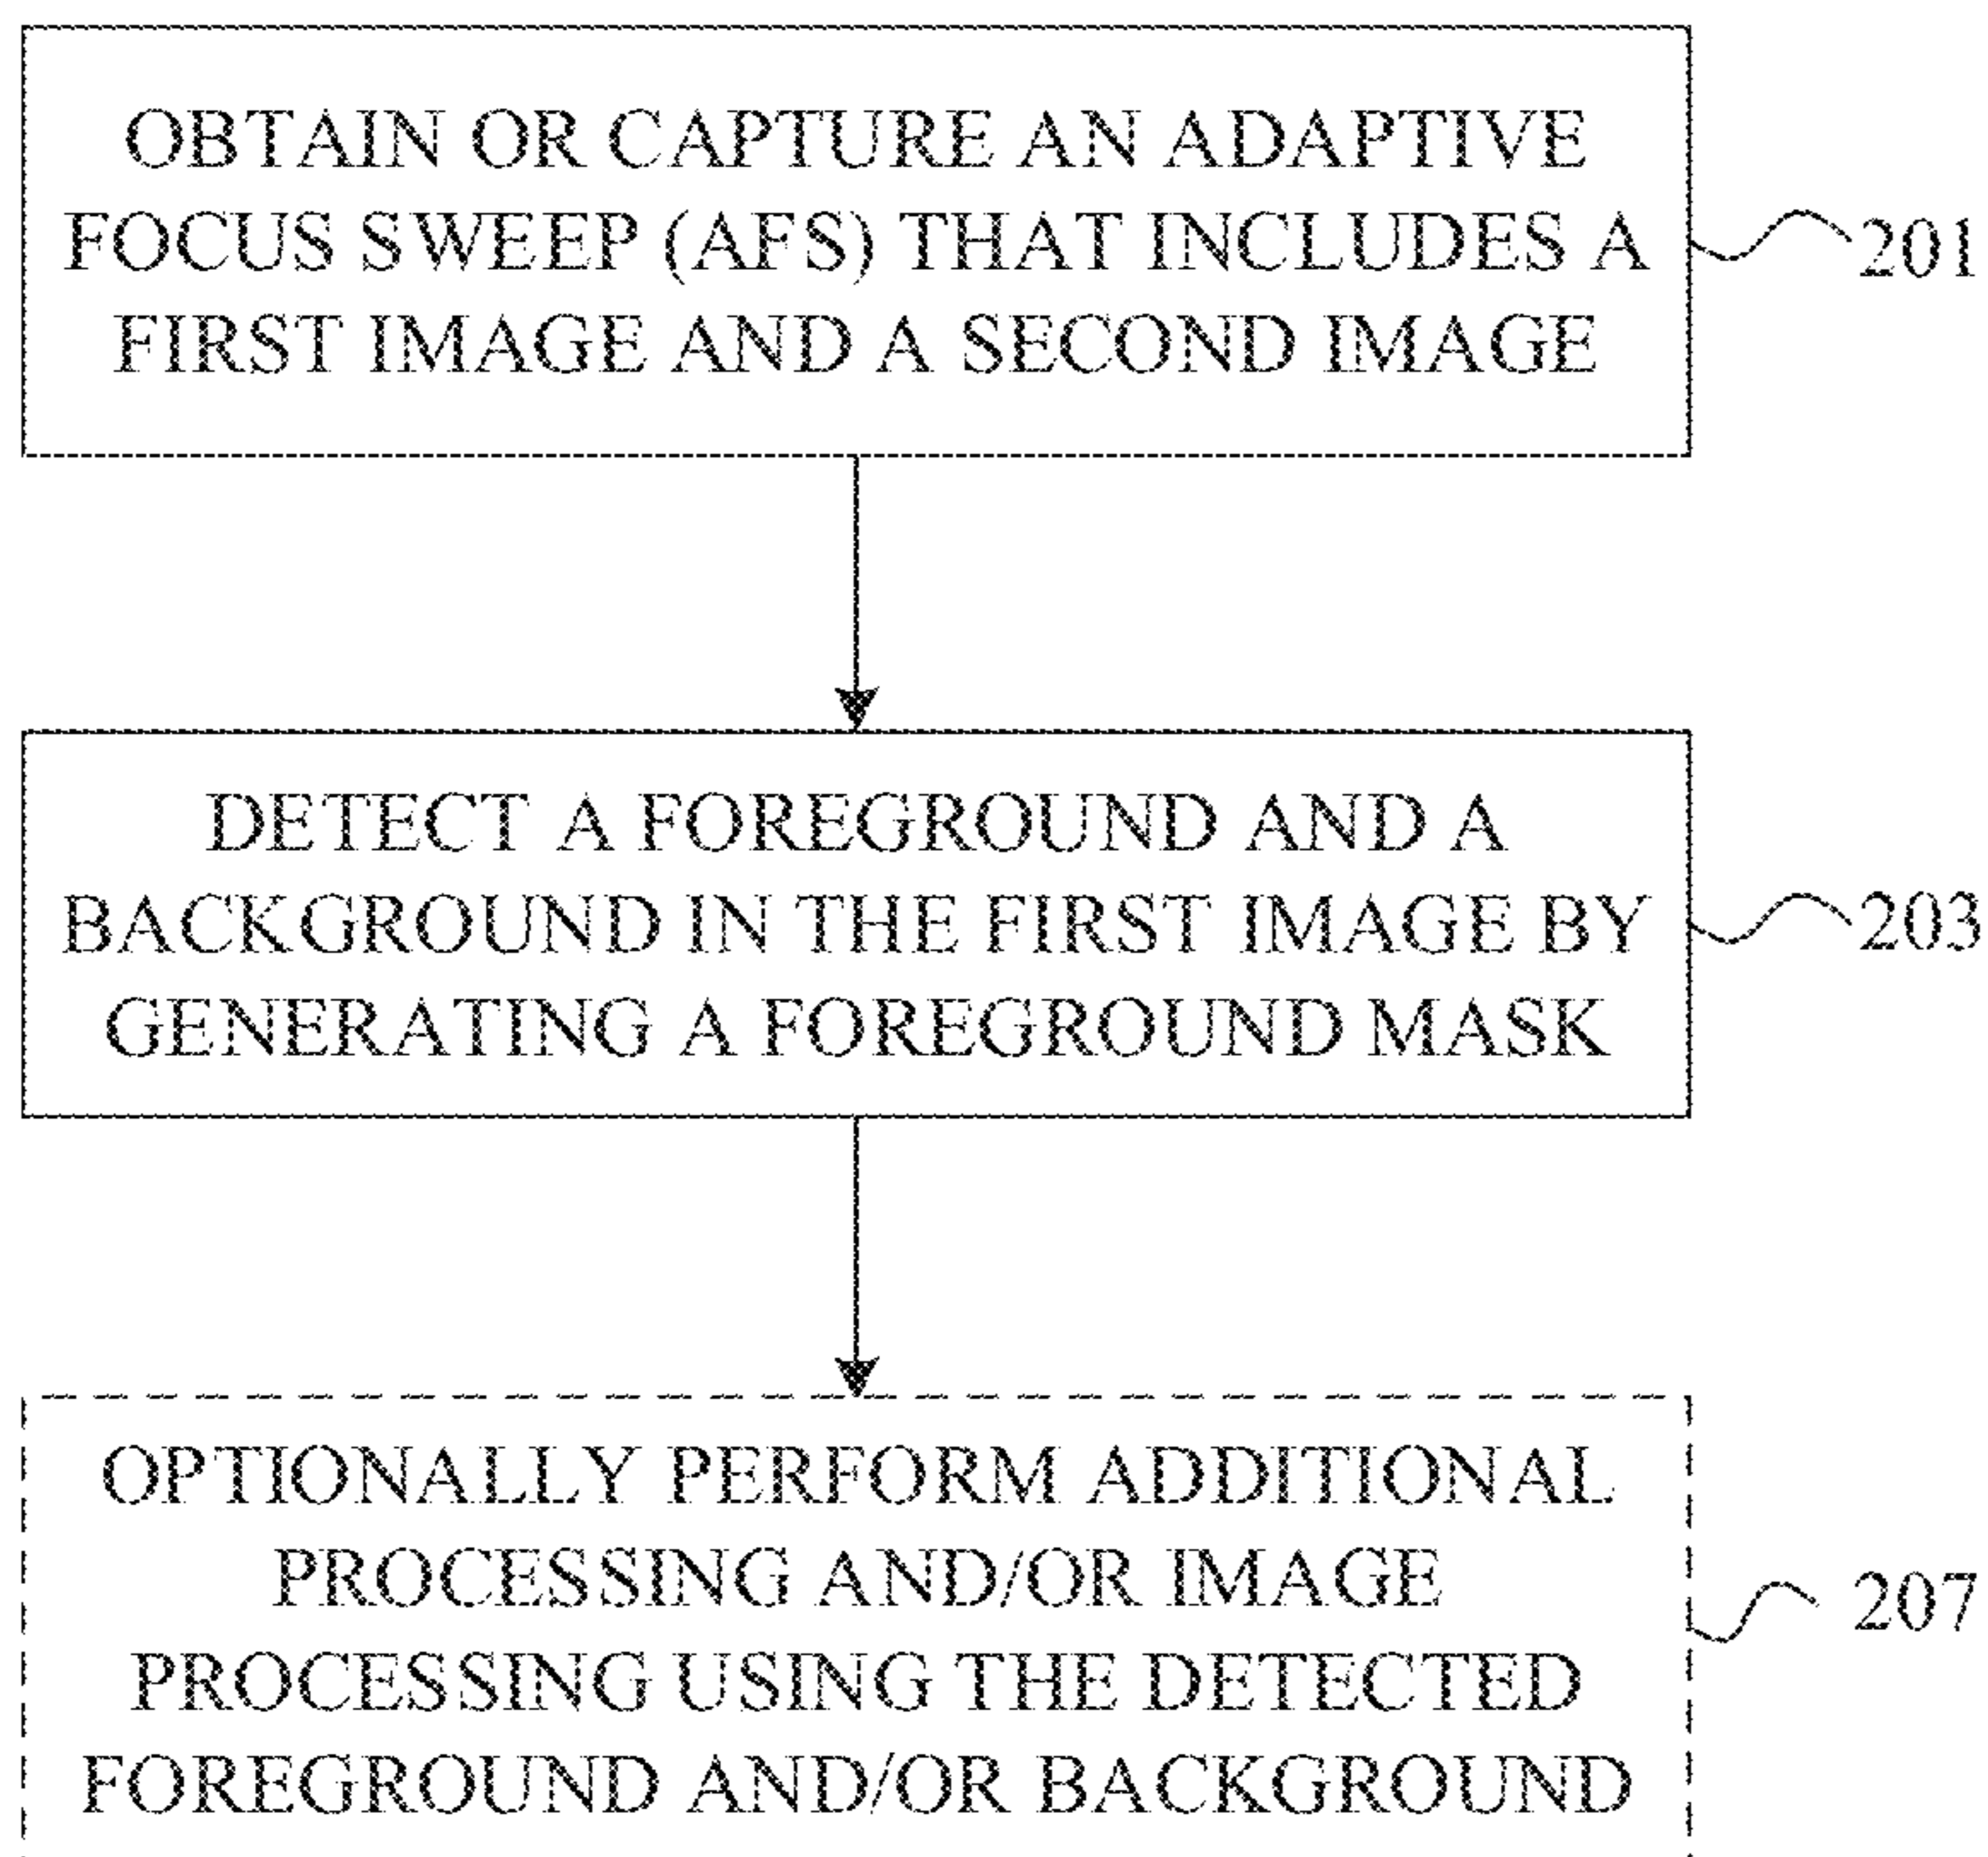 OBTAIN OR CAPTURE AN ADAPTIVE
FOCUS SWEEP (AFS) THAT INCLUDES A
FIRST IMAGE AND A SECOND IMAGE
201
DETECT A FOREGROUND AND A
BACKGROUND IN THE FIRST IMAGE BY
GENERATING A FOREGROUND MASK
203
OPTIONALLY PERFORM ADDITIONAL
PROCESSING AND/OR IMAGE
PROCESSING USING THE DETECTED
FOREGROUND AND/OR BACKGROUND
207